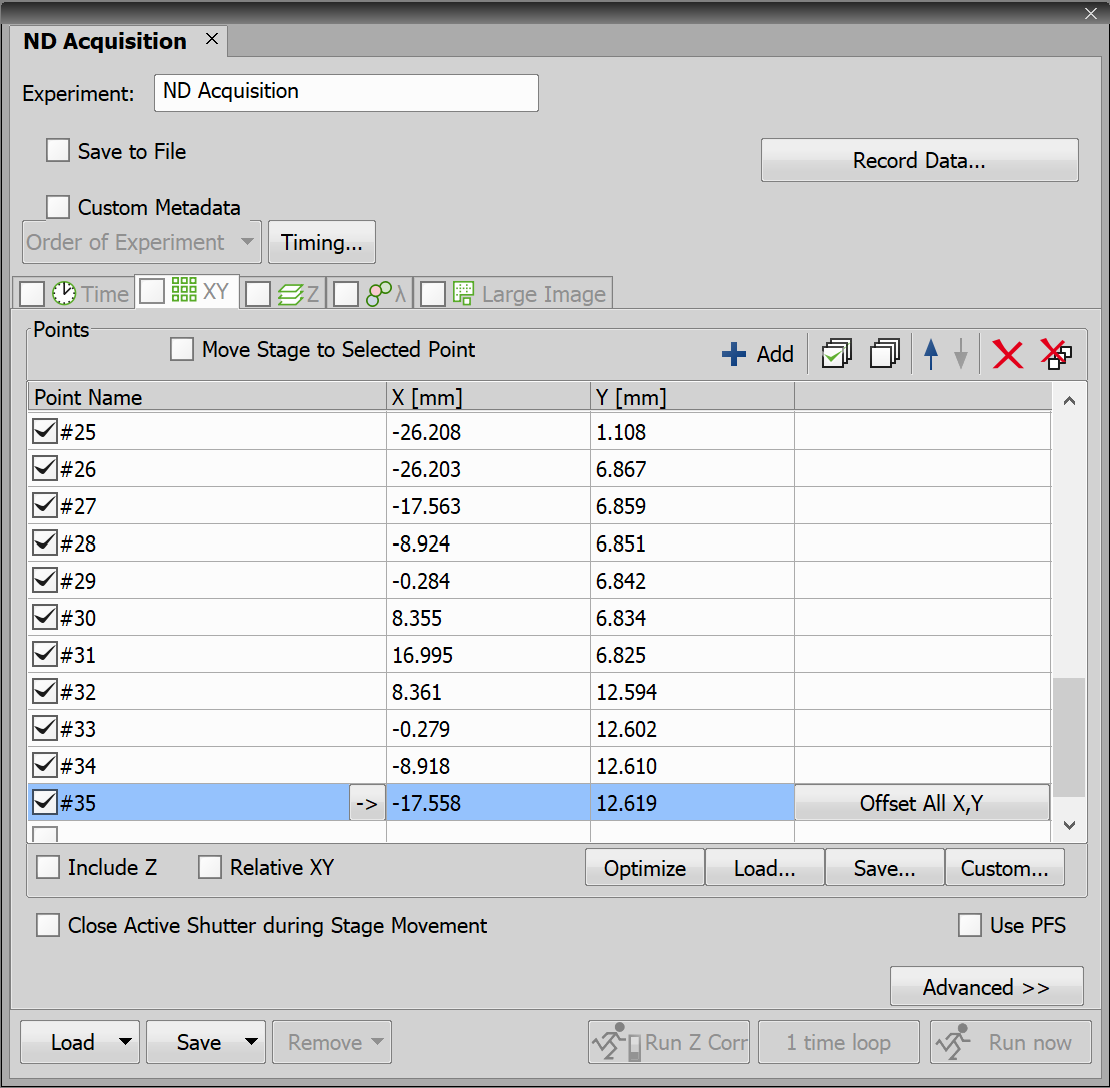 ND Acquisition
Experiment: ND Acquisition
Save to File
Record Data...
Custom Metadata
Order of Experiment Timing...
Time XY Z λ Large Image
Points
Move Stage to Selected Point Add
Point Name X [mm] Y [mm]
#25 -26.208 1.108
#26 -26.203 6.867
#27 -17.563 6.859
#28 -8.924 6.851
#29 -0.284 6.842
#30 8.355 6.834
#31 16.995 6.825
#32 8.361 12.594
#33 -0.279 12.602
#34 -8.918 12.610
#35 -> -17.558 12.619 Offset All X,Y
Include Z Relative XY Optimize Load... Save... Custom...
Close Active Shutter during Stage Movement Use PFS
Advanced >>
Load Save Remove Run Z Corr 1 time loop Run now